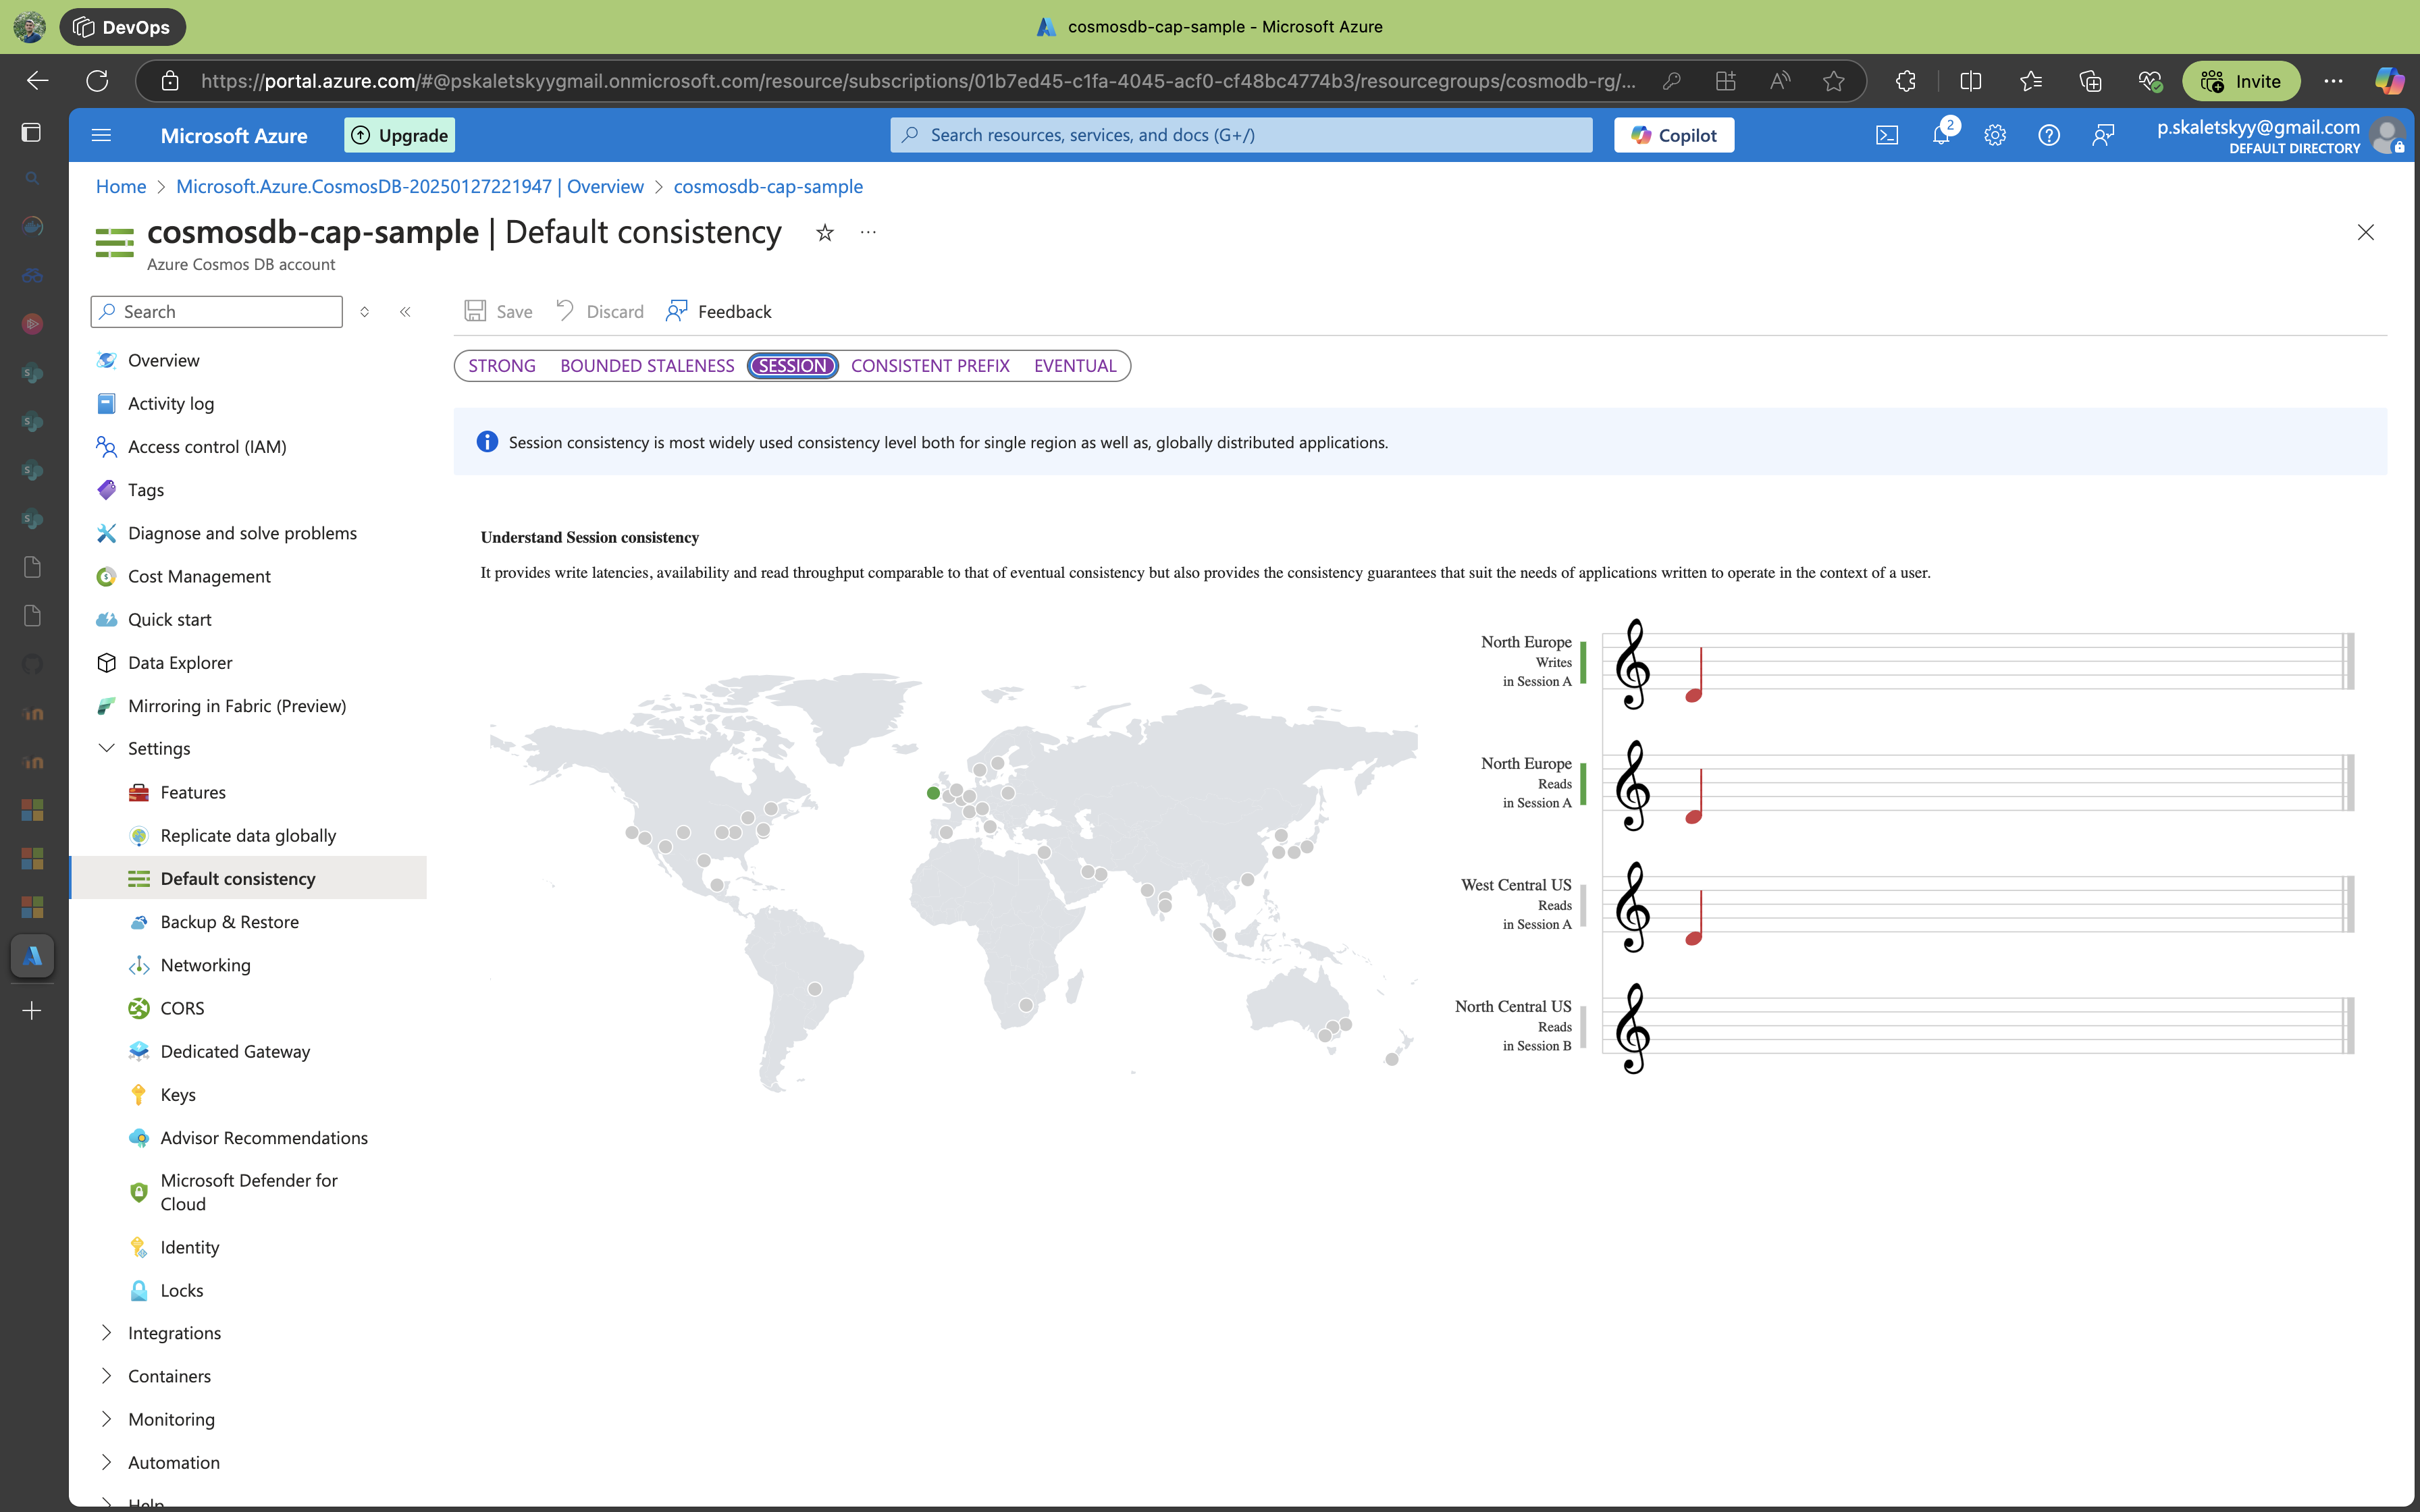 DevOps
cosmosdb-cap-sample - Microsoft Azure
https://portal.azure.com/#@pskaletskyygmail.onmicrosoft.com/resource/subscriptions/01b7ed45-c1fa-4045-acf0-cf48bc4774b3/resourcegroups/cosmodb-rg/...
Invite
Microsoft Azure
Upgrade
Search resources, services, and docs (G+/)
Copilot
2
p.skaletskyy@gmail.com
DEFAULT DIRECTORY
Home > Microsoft.Azure.CosmosDB-20250127221947 | Overview > cosmosdb-cap-sample
cosmosdb-cap-sample | Default consistency
Azure Cosmos DB account
Search
Save
Discard
Feedback
STRONG
BOUNDED STALENESS
SESSION
CONSISTENT PREFIX
EVENTUAL
Session consistency is most widely used consistency level both for single region as well as, globally distributed applications.
Understand Session consistency
It provides write latencies, availability and read throughput comparable to that of eventual consistency but also provides the consistency guarantees that suit the needs of applications written to operate in the context of a user.
North Europe
Writes
in Session A
North Europe
Reads
in Session A
West Central US
Reads
in Session A
North Central US
Reads
in Session B
Overview
Activity log
Access control (IAM)
Tags
Diagnose and solve problems
Cost Management
Quick start
Data Explorer
Mirroring in Fabric (Preview)
Settings
Features
Replicate data globally
Default consistency
Backup & Restore
Networking
CORS
Dedicated Gateway
Keys
Advisor Recommendations
Microsoft Defender for
Cloud
Identity
Locks
Integrations
Containers
Monitoring
Automation
Help